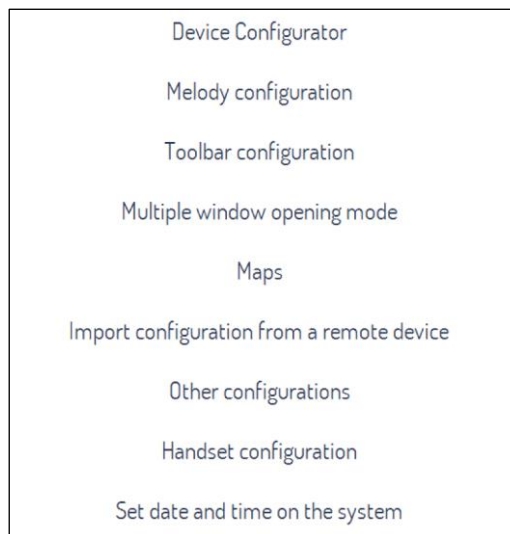 Device Configurator
Melody configuration
Toolbar configuration
Multiple window opening mode
Maps
Import configuration from a remote device
Other configurations
Handset configuration
Set date and time on the system